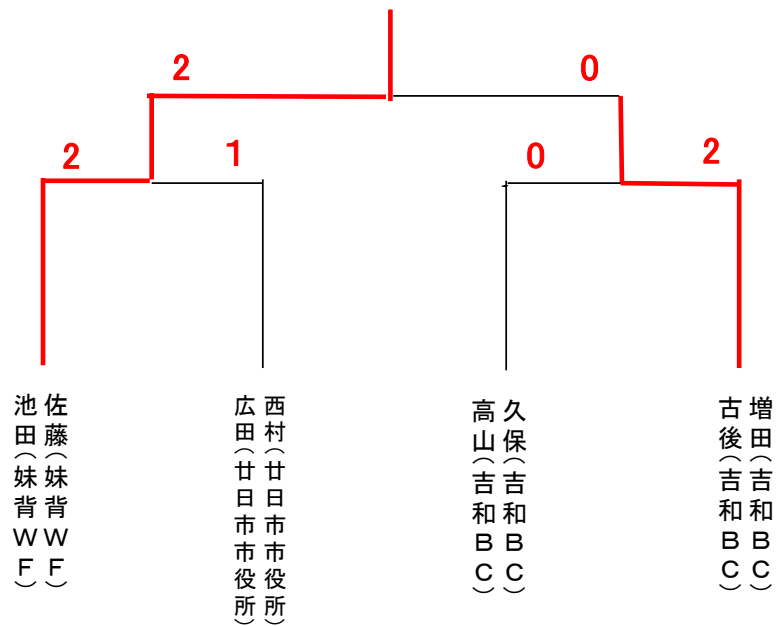 2
0
2
1
0
2
佐藤（妹背ＷＦ）
池田（妹背ＷＦ）
西村（廿日市市役所）
広田（廿日市市役所）
久保（吉和ＢＣ）
高山（吉和ＢＣ）
増田（吉和ＢＣ）
古後（吉和ＢＣ）